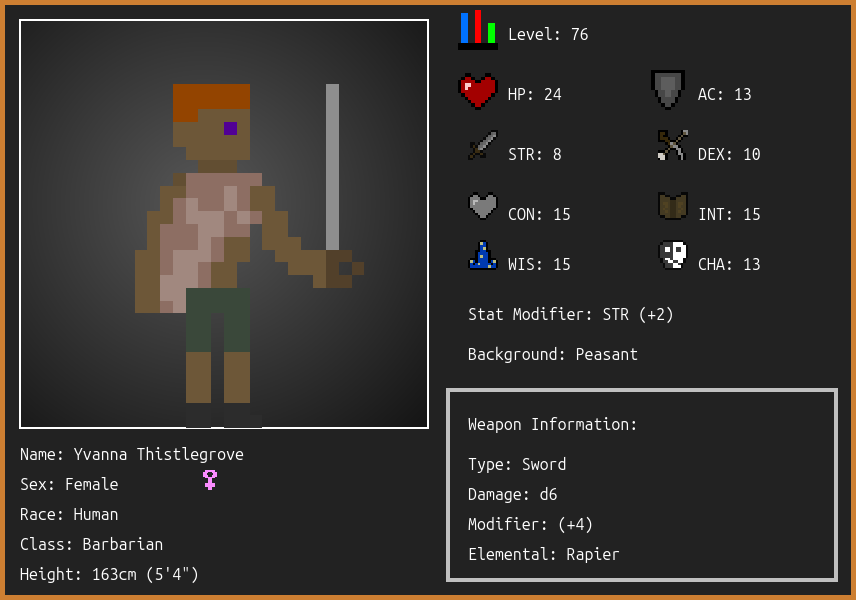 Level: 76
HP: 24
AC: 13
STR: 8
DEX: 10
CON: 15
INT: 15
WIS: 15
CHA: 13
Stat Modifier: STR (+2)
Background: Peasant
Weapon Information:
Type: Sword
Damage: d6
Modifier: (+4)
Elemental: Rapier
Name: Yvanna Thistlegrove
Sex: Female
Race: Human
Class: Barbarian
Height: 163cm (5'4")